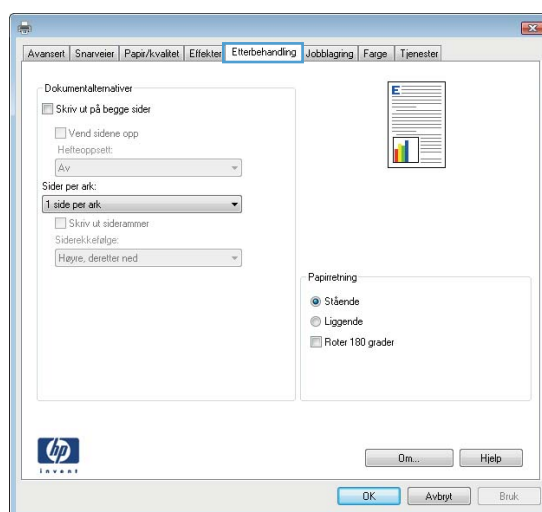 Avansert Snarveier Papir/kvalitet Effekter Etterbehandling Jobblagring Farge Tjenester
Dokumentalternativer
Skriv ut på begge sider
Vend sidene opp
Hefteoppsett:
Av
Sider per ark:
1 side per ark
Skriv ut siderammer
Siderekkefølge:
Høyre, deretter ned
E
Papirretning
Stående
Liggende
Roter 180 grader
hp
invent
Om... Hjelp
OK Avbryt Bruk